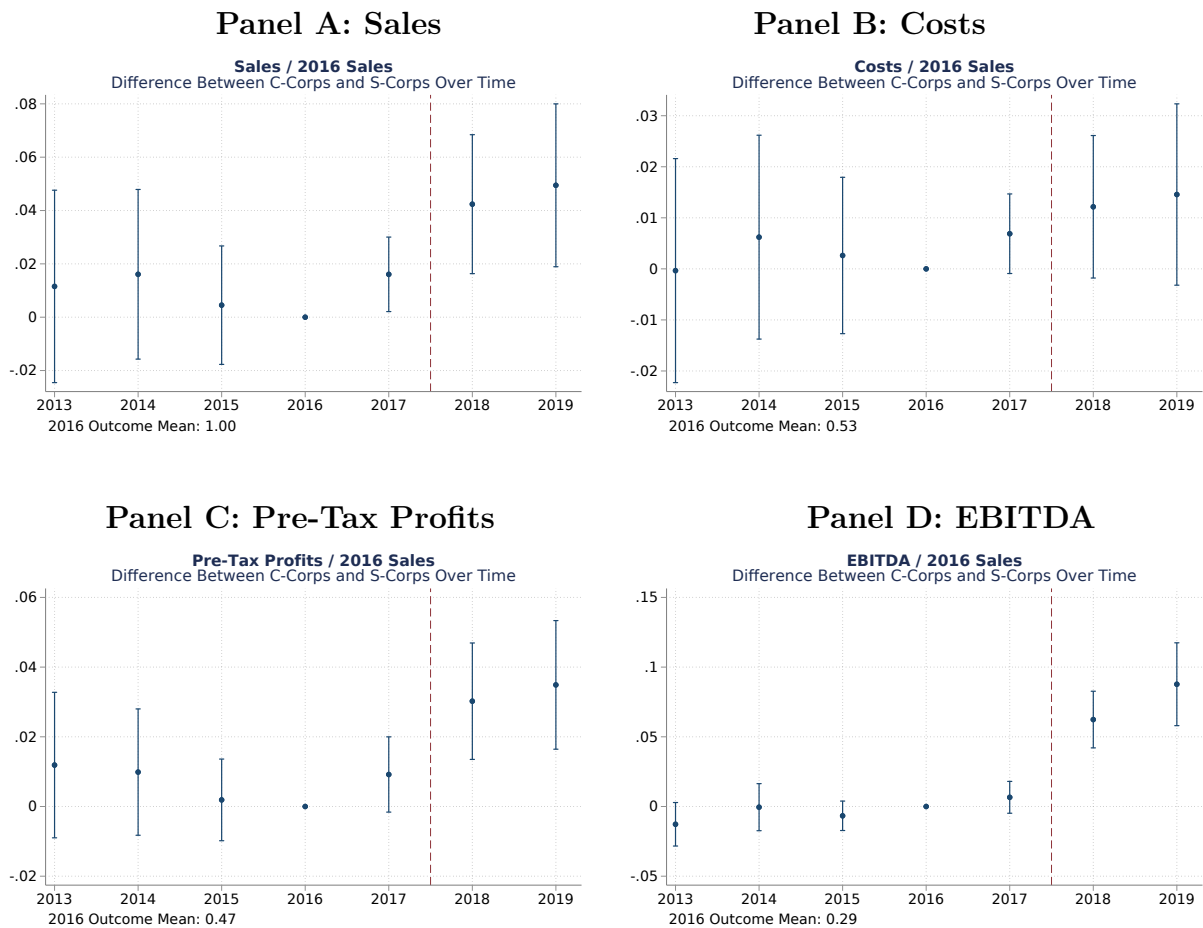 Panel A: Sales
Sales / 2016 Sales
Difference Between C-Corps and S-Corps Over Time
.08
.06
.04
.02
0
-.02
2013 2014 2015 2016 2017 2018 2019
2016 Outcome Mean: 1.00
Panel B: Costs
Costs / 2016 Sales
Difference Between C-Corps and S-Corps Over Time
.03
.02
.01
0
-.01
-.02
2013 2014 2015 2016 2017 2018 2019
2016 Outcome Mean: 0.53
Panel C: Pre-Tax Profits
Pre-Tax Profits / 2016 Sales
Difference Between C-Corps and S-Corps Over Time
.06
.04
.02
0
-.02
2013 2014 2015 2016 2017 2018 2019
2016 Outcome Mean: 0.47
Panel D: EBITDA
EBITDA / 2016 Sales
Difference Between C-Corps and S-Corps Over Time
.15
.1
.05
0
-.05
2013 2014 2015 2016 2017 2018 2019
2016 Outcome Mean: 0.29